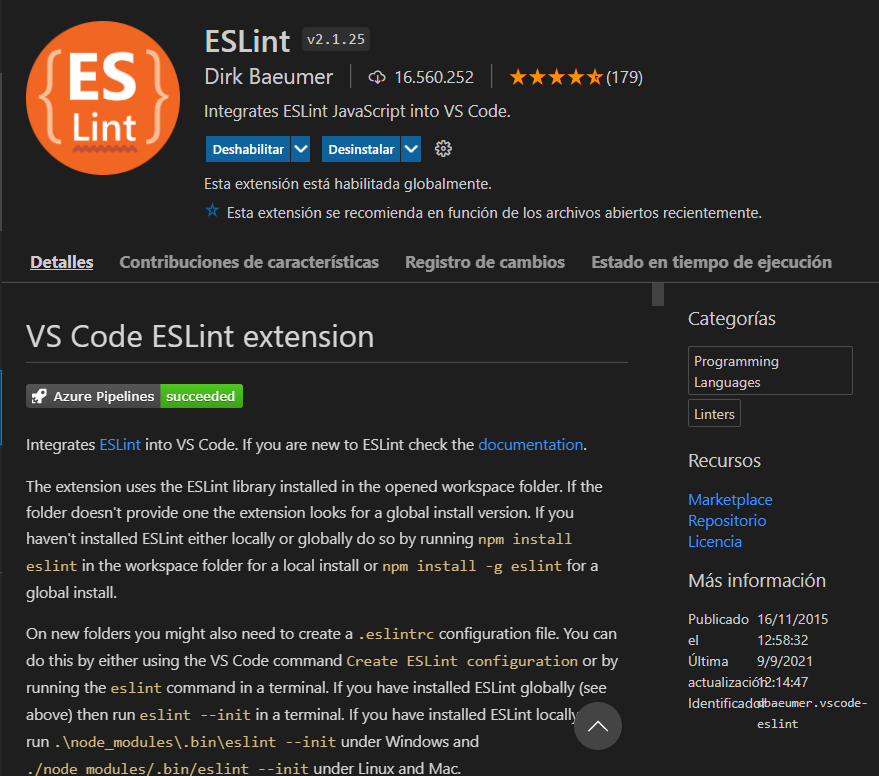 ES
Lint
ESLint v2.1.25
Dirk Baeumer 16.560.252 (179)
Integrates ESLint JavaScript into VS Code.
Deshabilitar Desinstalar
Esta extensión está habilitada globalmente.
Esta extensión se recomienda en función de los archivos abiertos recientemente.
Detalles Contribuciones de características Registro de cambios Estado en tiempo de ejecución
VS Code ESLint extension
Azure Pipelines succeeded
Integrates ESLint into VS Code. If you are new to ESLint check the documentation.
The extension uses the ESLint library installed in the opened workspace folder. If the
folder doesn't provide one the extension looks for a global install version. If you
haven't installed ESLint either locally or globally do so by running npm install
eslint in the workspace folder for a local install or npm install -g eslint for a
global install.
On new folders you might also need to create a .eslintrc configuration file. You can
do this by either using the VS Code command Create ESLint configuration or by
running the eslint command in a terminal. If you have installed ESLint globally (see
above) then run eslint --init in a terminal. If you have installed ESLint locally
run .\node_modules\.bin\eslint --init under Windows and
./node_modules/.bin/eslint --init under Linux and Mac.
Categorías
Programming
Languages
Linters
Recursos
Marketplace
Repositorio
Licencia
Más información
Publicado 16/11/2015
el 12:58:32
Última 9/9/2021
actualización 12:14:47
Identificador dbaeumer.vscode-
eslint